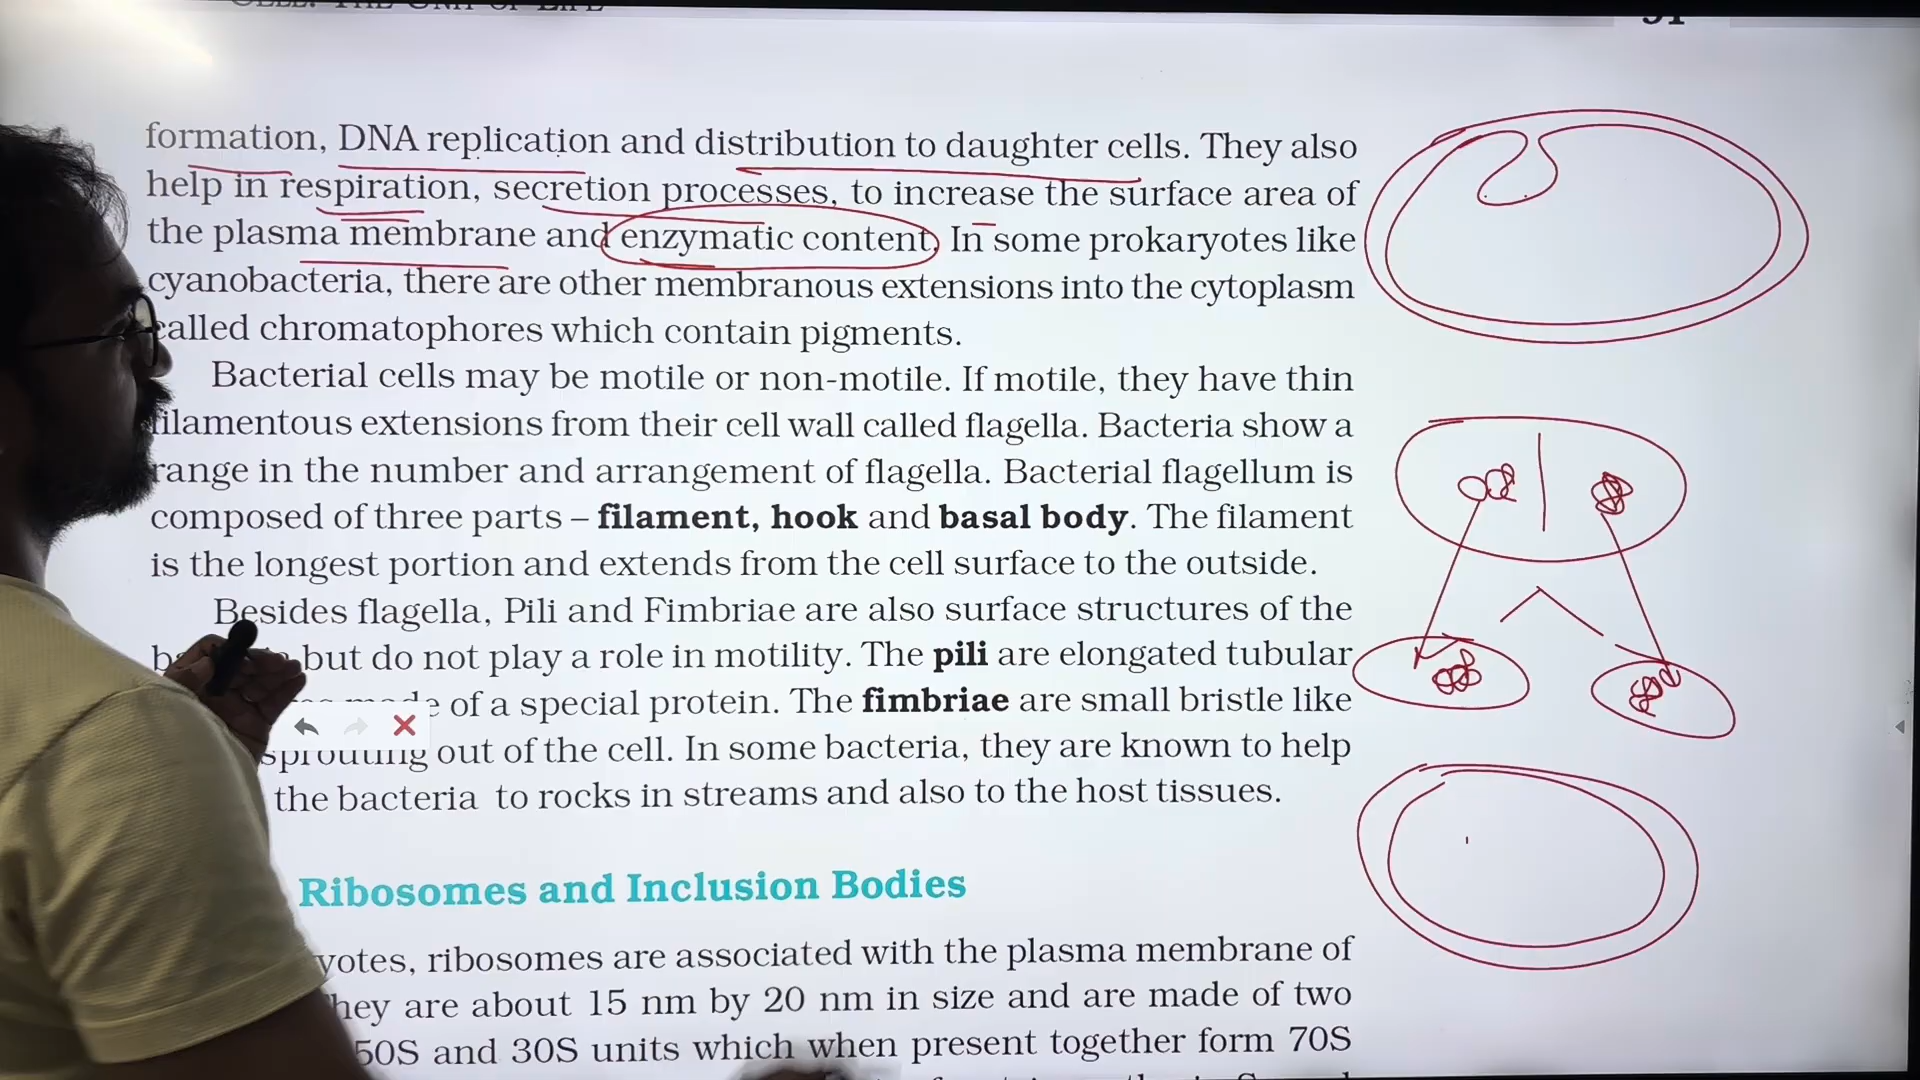 CELL: THE UNIT OF LIFE 91
formation, DNA replication and distribution to daughter cells. They also
help in respiration, secretion processes, to increase the surface area of
the plasma membrane and enzymatic content. In some prokaryotes like
cyanobacteria, there are other membranous extensions into the cytoplasm
called chromatophores which contain pigments.
Bacterial cells may be motile or non-motile. If motile, they have thin
filamentous extensions from their cell wall called flagella. Bacteria show a
range in the number and arrangement of flagella. Bacterial flagellum is
composed of three parts – filament, hook and basal body. The filament
is the longest portion and extends from the cell surface to the outside.
Besides flagella, Pili and Fimbriae are also surface structures of the
but do not play a role in motility. The pili are elongated tubular
made of a special protein. The fimbriae are small bristle like
sprouting out of the cell. In some bacteria, they are known to help
the bacteria to rocks in streams and also to the host tissues.
Ribosomes and Inclusion Bodies
yotes, ribosomes are associated with the plasma membrane of
hey are about 15 nm by 20 nm in size and are made of two
50S and 30S units which when present together form 70S